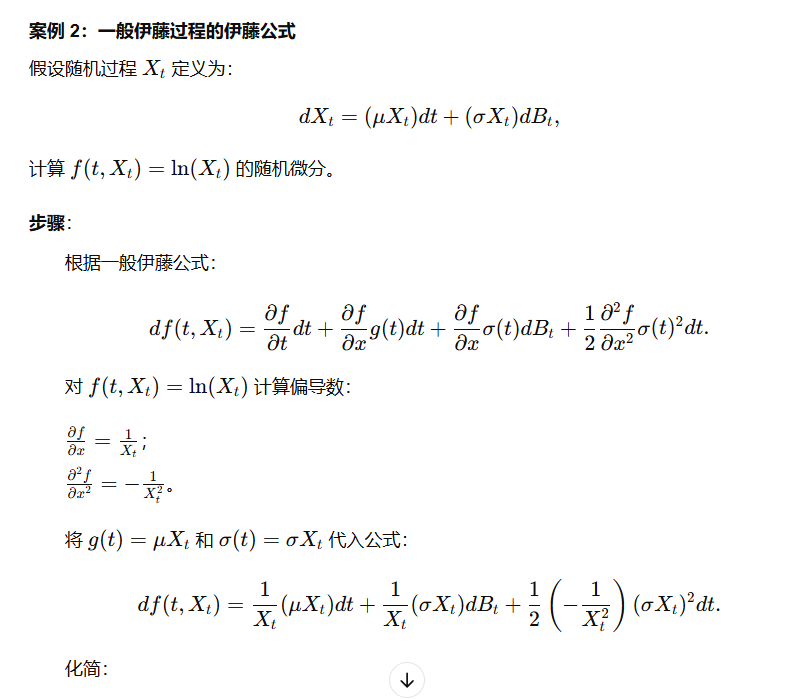 案例 2：一般伊藤过程的伊藤公式
假设随机过程 $X_t$ 定义为：
$$dX_t = (\mu X_t)dt + (\sigma X_t)dB_t,$$
计算 $f(t, X_t) = \ln(X_t)$ 的随机微分。
步骤：
根据一般伊藤公式：
$$df(t, X_t) = \frac{\partial f}{\partial t}dt + \frac{\partial f}{\partial x}g(t)dt + \frac{\partial f}{\partial x}\sigma(t)dB_t + \frac{1}{2}\frac{\partial^2 f}{\partial x^2}\sigma(t)^2dt.$$
对 $f(t, X_t) = \ln(X_t)$ 计算偏导数：
$\frac{\partial f}{\partial x} = \frac{1}{X_t}$；
$\frac{\partial^2 f}{\partial x^2} = -\frac{1}{X_t^2}$。
将 $g(t) = \mu X_t$ 和 $\sigma(t) = \sigma X_t$ 代入公式：
$$df(t, X_t) = \frac{1}{X_t}(\mu X_t)dt + \frac{1}{X_t}(\sigma X_t)dB_t + \frac{1}{2}\left(-\frac{1}{X_t^2}\right)(\sigma X_t)^2dt.$$
化简：